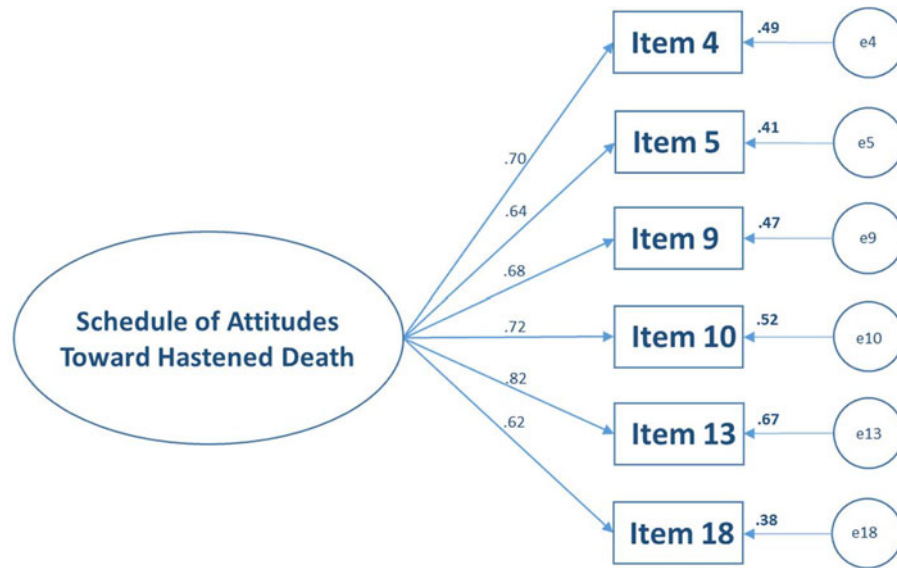 Schedule of Attitudes
Toward Hastened Death
.70
.64
.68
.72
.82
.62
Item 4
.49
e4
Item 5
.41
e5
Item 9
.47
e9
Item 10
.52
e10
Item 13
.67
e13
Item 18
.38
e18